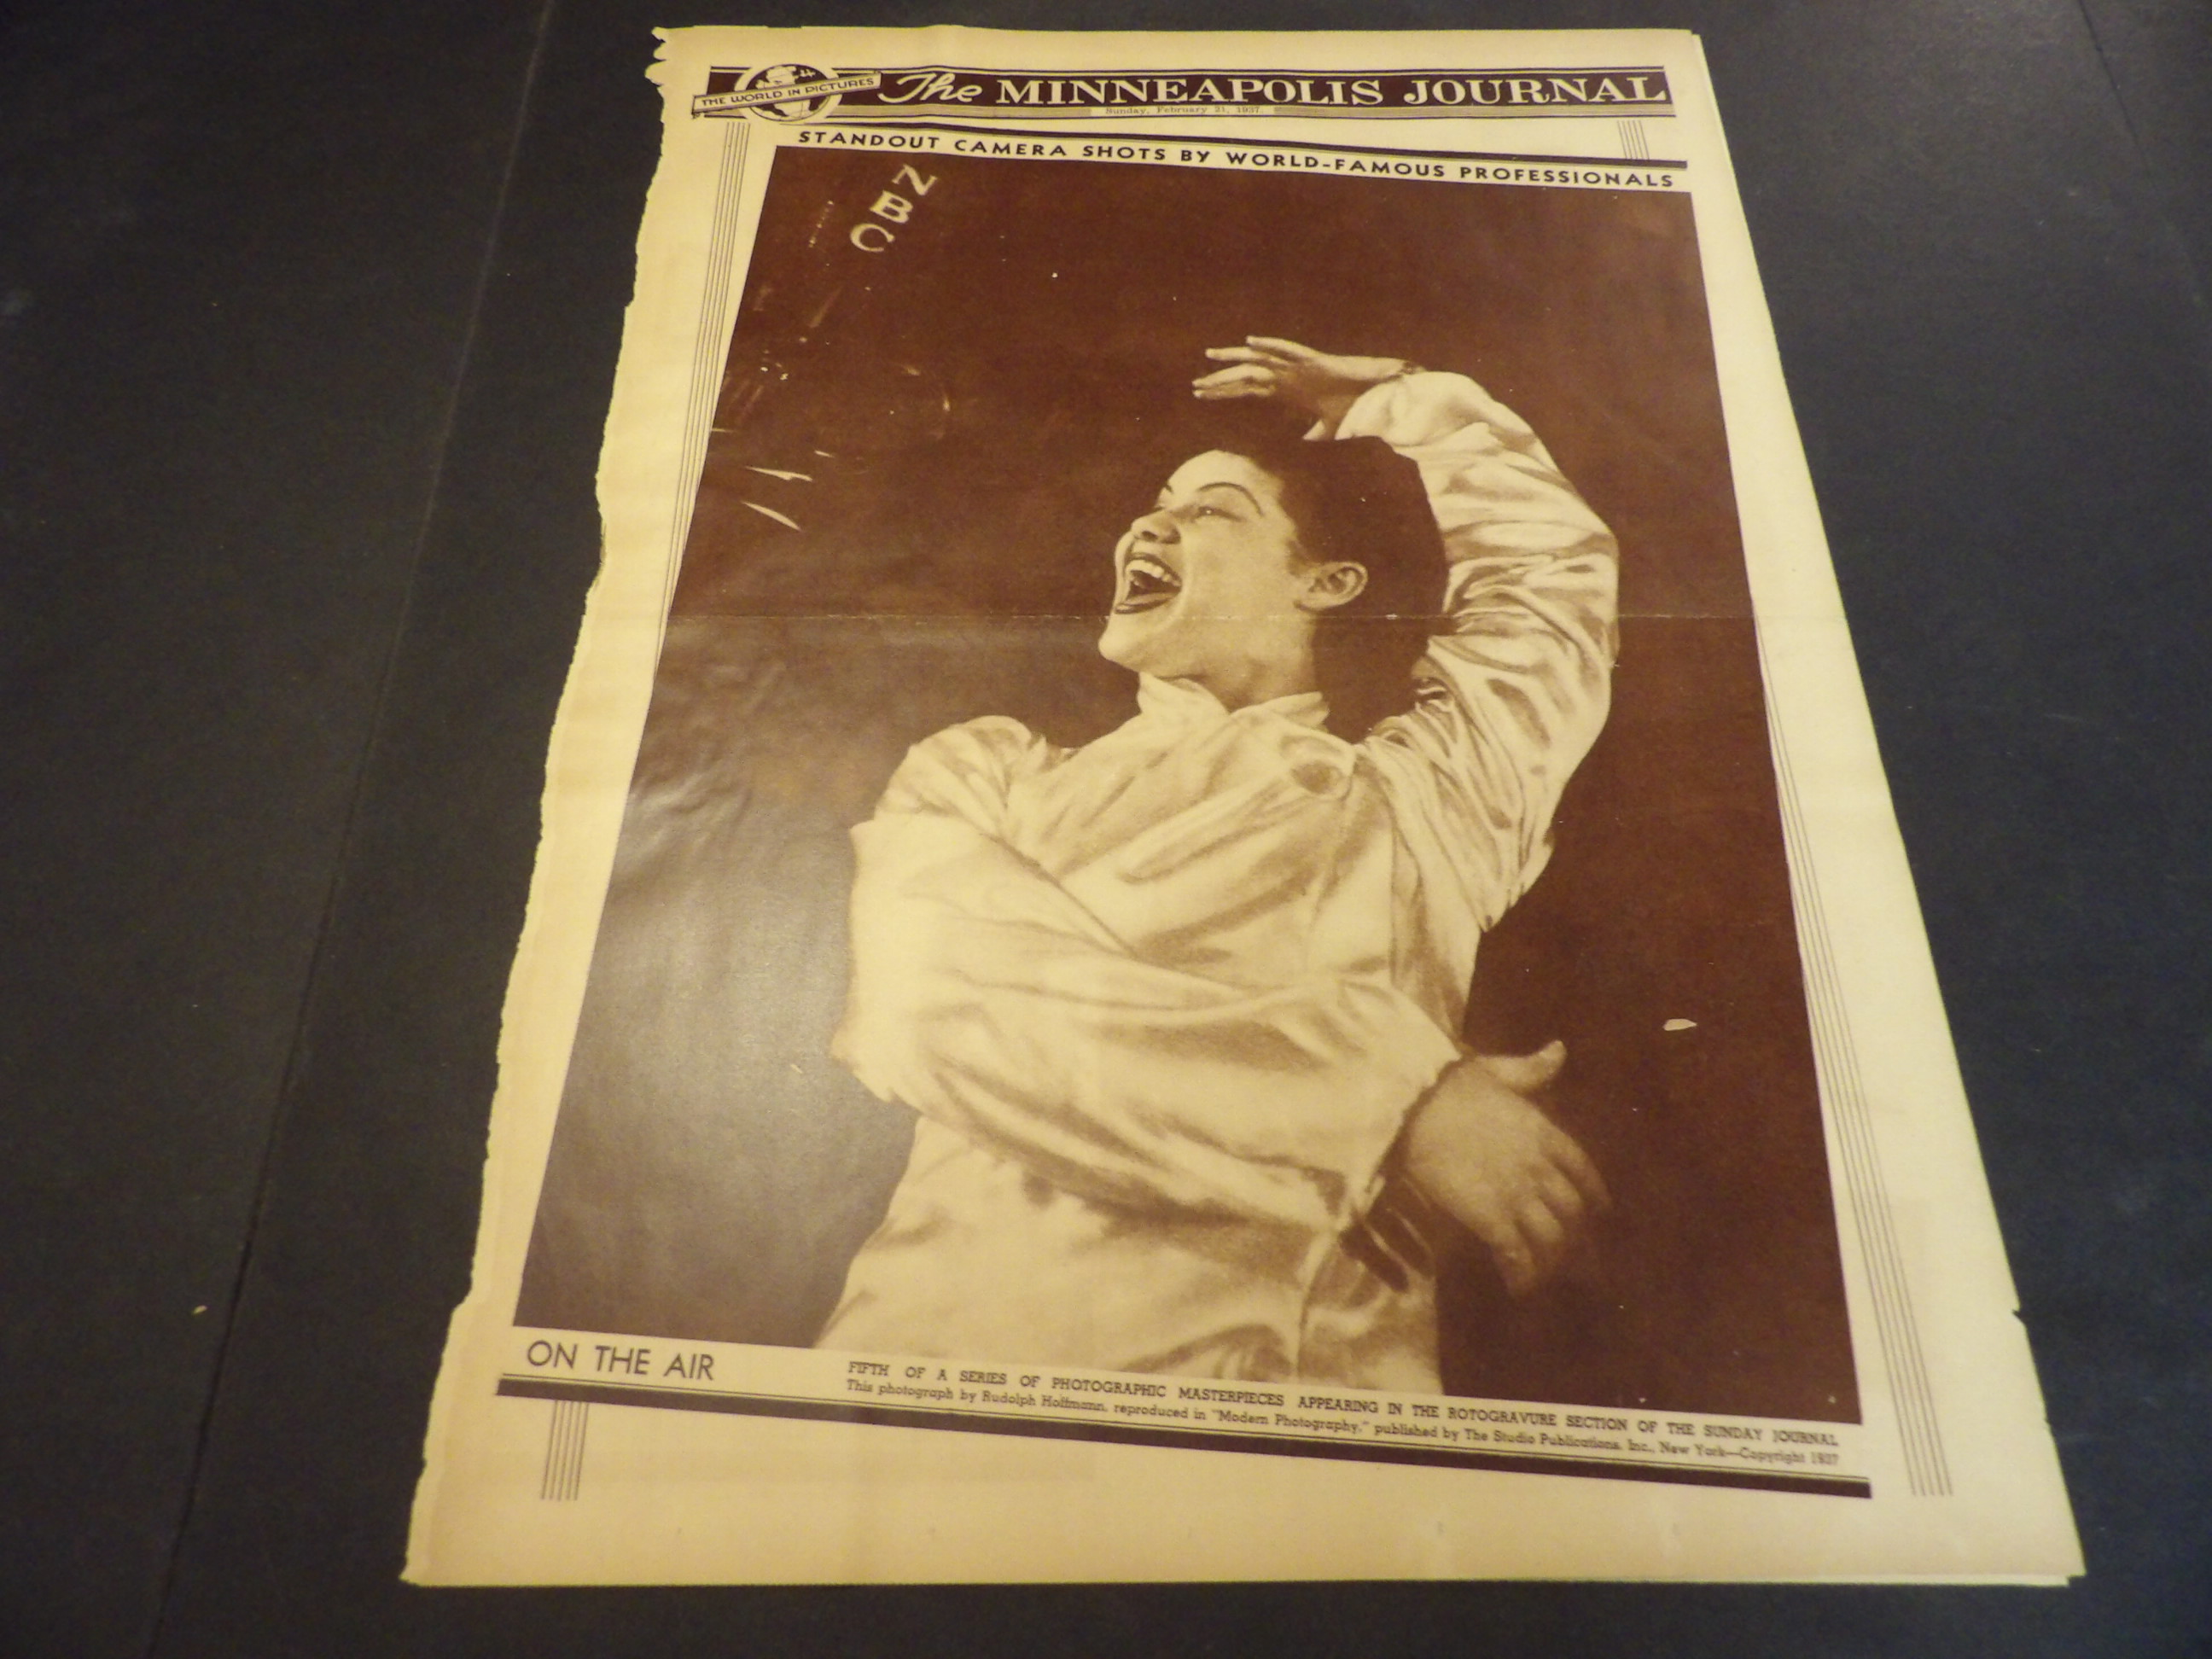 THE WORLD IN PICTURES
The MINNEAPOLIS JOURNAL
Sunday, February 21, 1937.
STANDOUT CAMERA SHOTS BY WORLD-FAMOUS PROFESSIONALS
NBC
ON THE AIR
FIFTH OF A SERIES OF PHOTOGRAPHIC MASTERPIECES APPEARING IN THE ROTOGRAVURE SECTION OF THE SUNDAY JOURNAL
This photograph by Rudolph Hoffmann, reproduced in "Modern Photography," published by The Studio Publications, Inc., New York—Copyright 1937